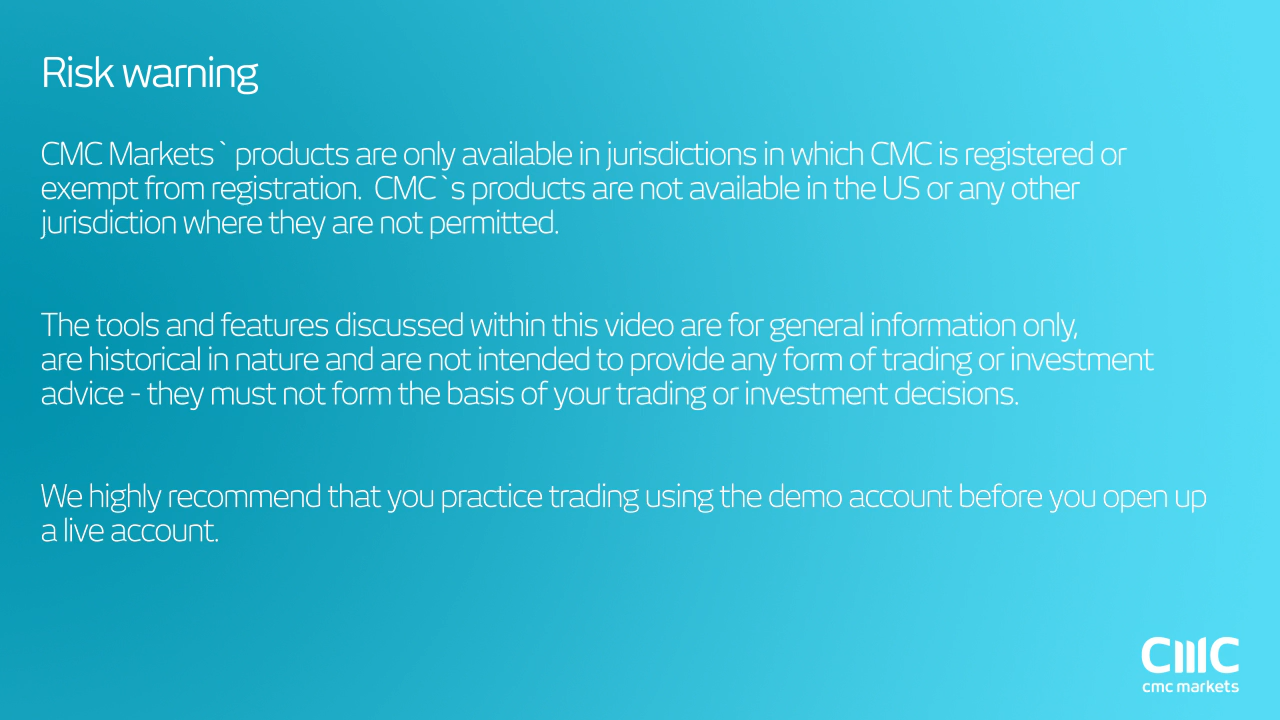 Risk warning
CMC Markets` products are only available in jurisdictions in which CMC is registered or
exempt from registration.  CMC`s products are not available in the US or any other
jurisdiction where they are not permitted.
The tools and features discussed within this video are for general information only,
are historical in nature and are not intended to provide any form of trading or investment
advice - they must not form the basis of your trading or investment decisions.
We highly recommend that you practice trading using the demo account before you open up
a live account.
CMC
cmc markets